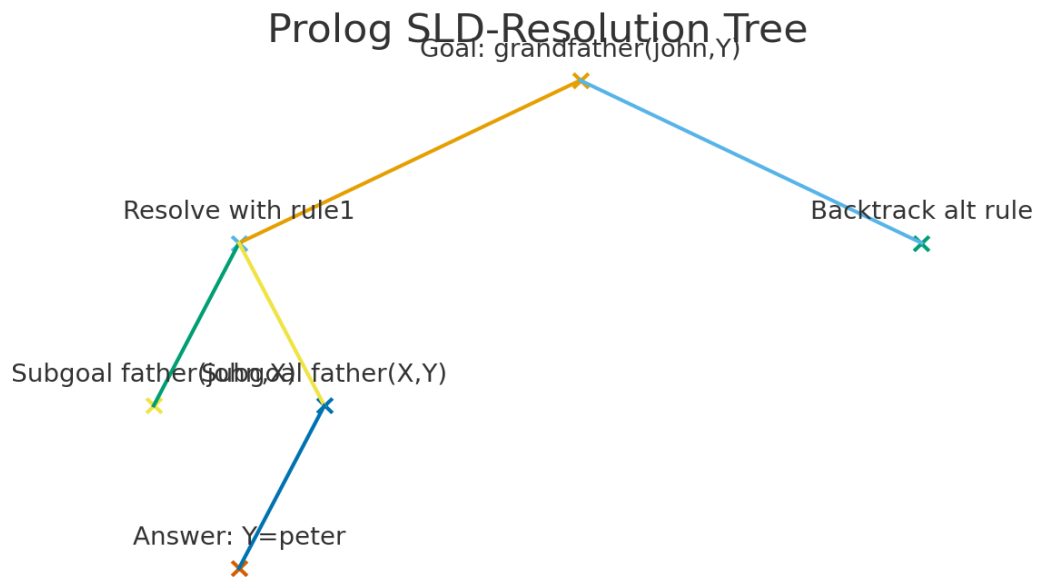 Prolog SLD-Resolution Tree
Goal: grandfather(john,Y)
Resolve with rule1
Backtrack alt rule
Subgoal father(john,X)
Subgoal father(X,Y)
Answer: Y=peter